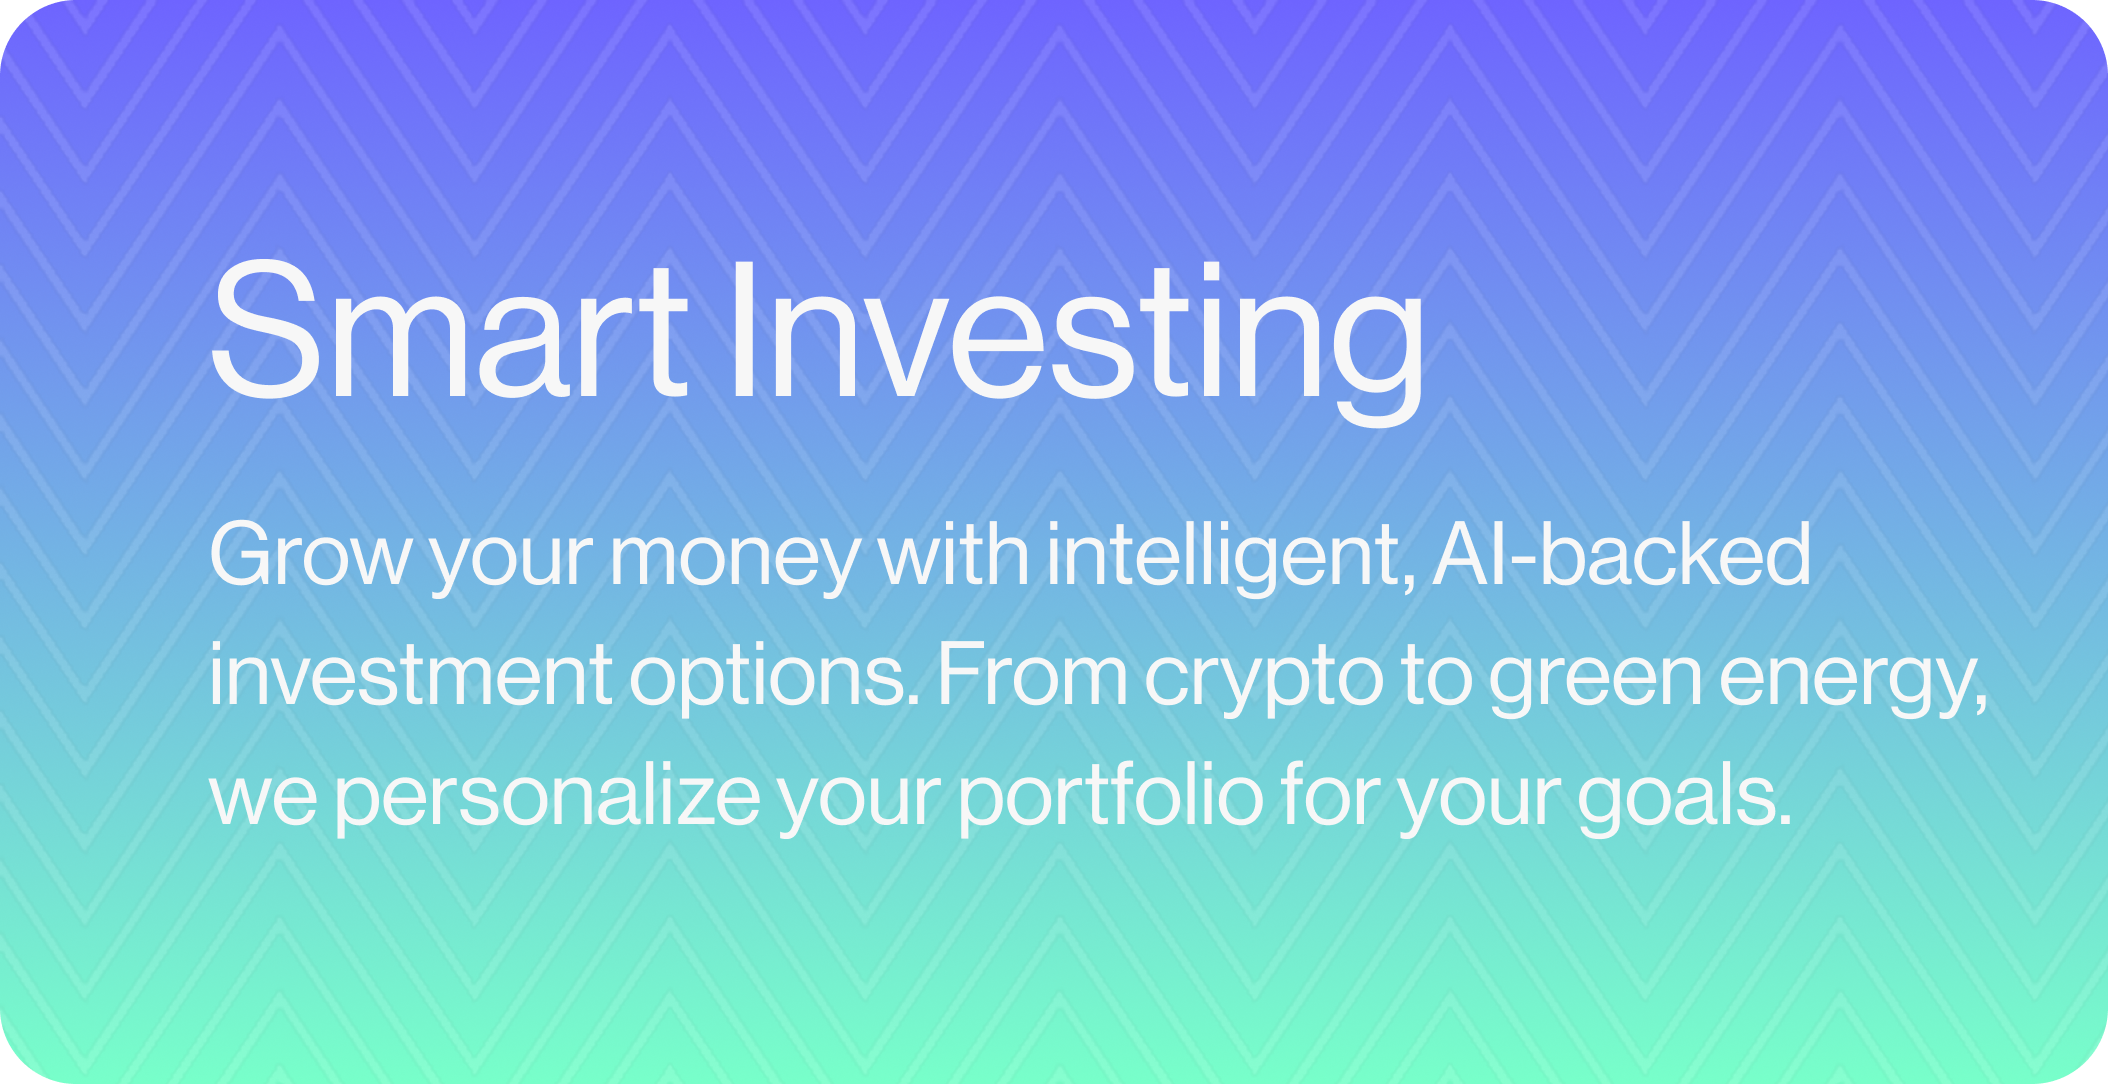 Smart Investing
Grow your money with intelligent, AI-backed
investment options. From crypto to green energy,
we personalize your portfolio for your goals.